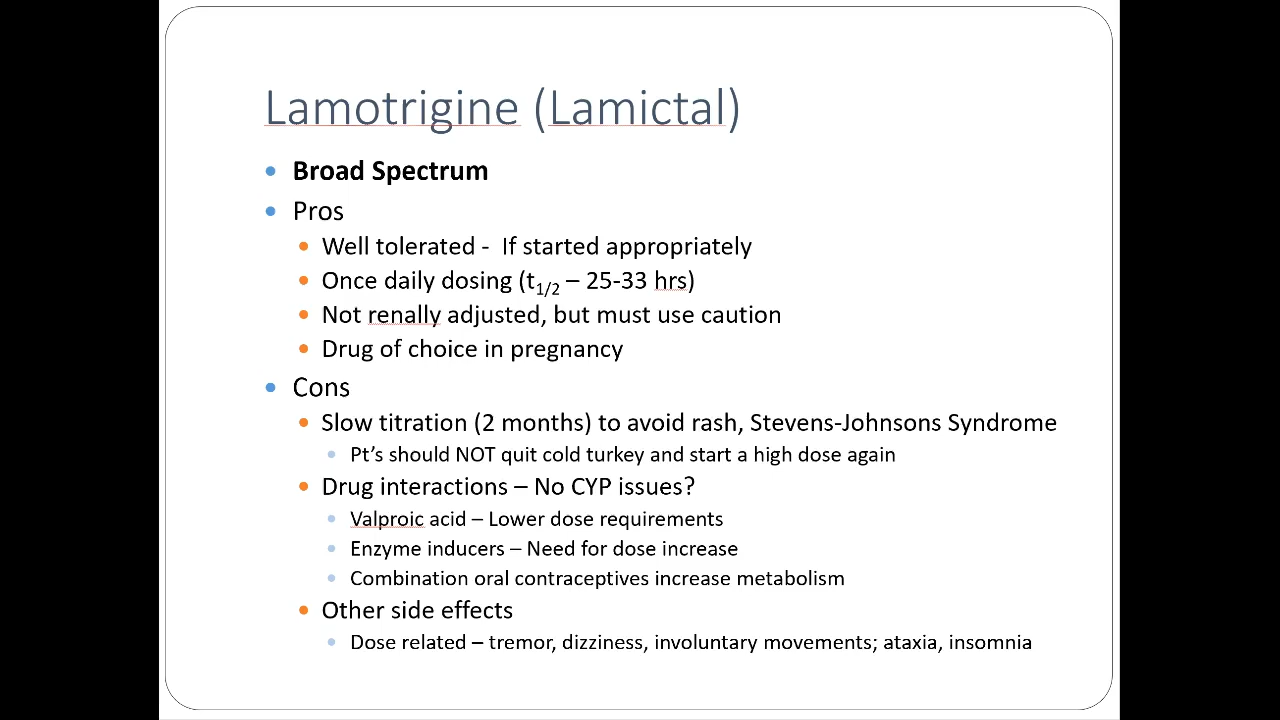 Lamotrigine (Lamictal)
• Broad Spectrum
• Pros
• Well tolerated - If started appropriately
• Once daily dosing (t1/2 – 25-33 hrs)
• Not renally adjusted, but must use caution
• Drug of choice in pregnancy
• Cons
• Slow titration (2 months) to avoid rash, Stevens-Johnsons Syndrome
• Pt's should NOT quit cold turkey and start a high dose again
• Drug interactions – No CYP issues?
• Valproic acid – Lower dose requirements
• Enzyme inducers – Need for dose increase
• Combination oral contraceptives increase metabolism
• Other side effects
• Dose related – tremor, dizziness, involuntary movements; ataxia, insomnia